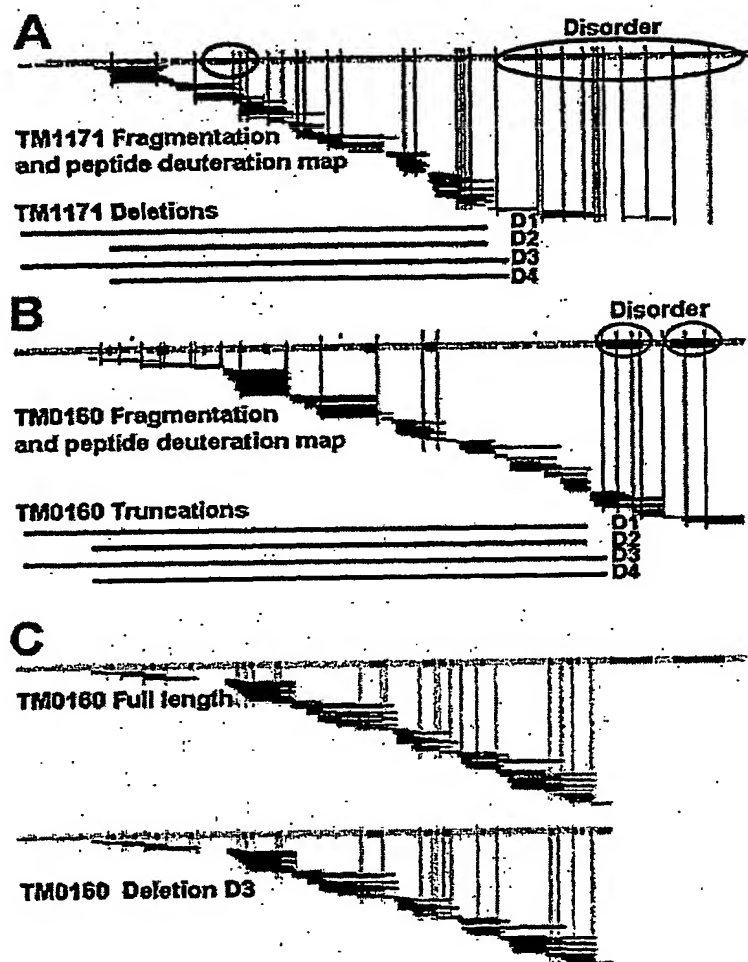 A
Disorder
TM1171 Fragmentation
and peptide deuteration map
TM1171 Deletions
D1
D2
D3
D4
B
Disorder
TM0160 Fragmentation
and peptide deuteration map
TM0160 Truncations
D1
D2
D3
D4
C
TM0160 Full length
TM0160 Deletion D3